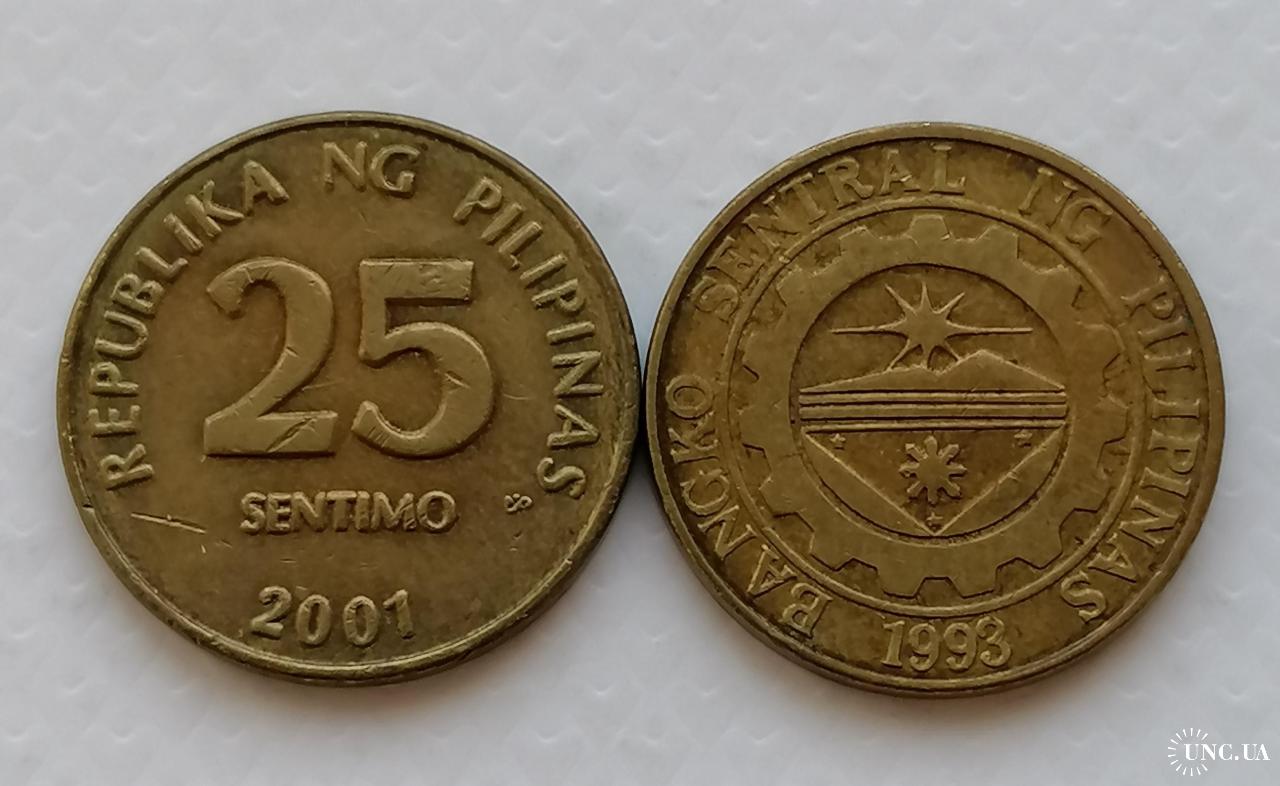 REPUBLIKA NG PILIPINAS
25
SENTIMO
2001
BANGKO SENTRAL NG PILIPINAS
1993
UNC.UA